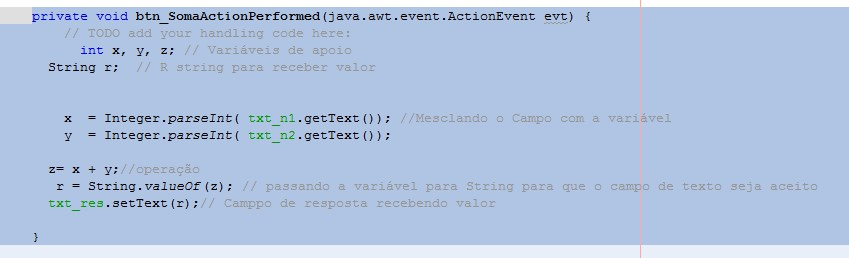 private void btn_SomaActionPerformed(java.awt.event.ActionEvent evt) {
// TODO add your handling code here:
int x, y, z; // Variáveis de apoio
String r;  // R string para receber valor
x  = Integer.parseInt( txt_n1.getText()); //Mesclando o Campo com a variável
y  = Integer.parseInt( txt_n2.getText());
z= x + y;//operação
r = String.valueOf(z); // passando a variável para String para que o campo de texto seja aceito
txt_res.setText(r);// Camppo de resposta recebendo valor
}